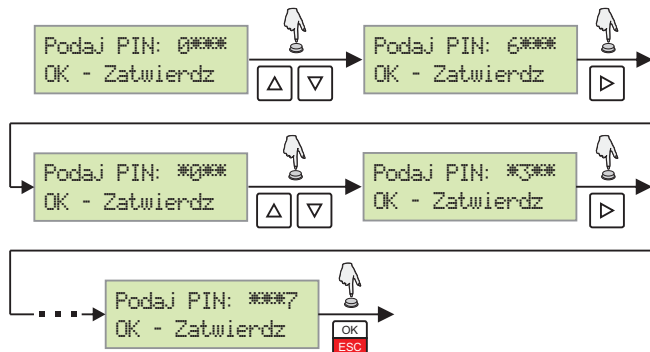 Podaj PIN: 0***
OK - Zatwierdz
Podaj PIN: 6***
OK - Zatwierdz
Podaj PIN: *0**
OK - Zatwierdz
Podaj PIN: *3**
OK - Zatwierdz
Podaj PIN: ***7
OK - Zatwierdz
OK
ESC